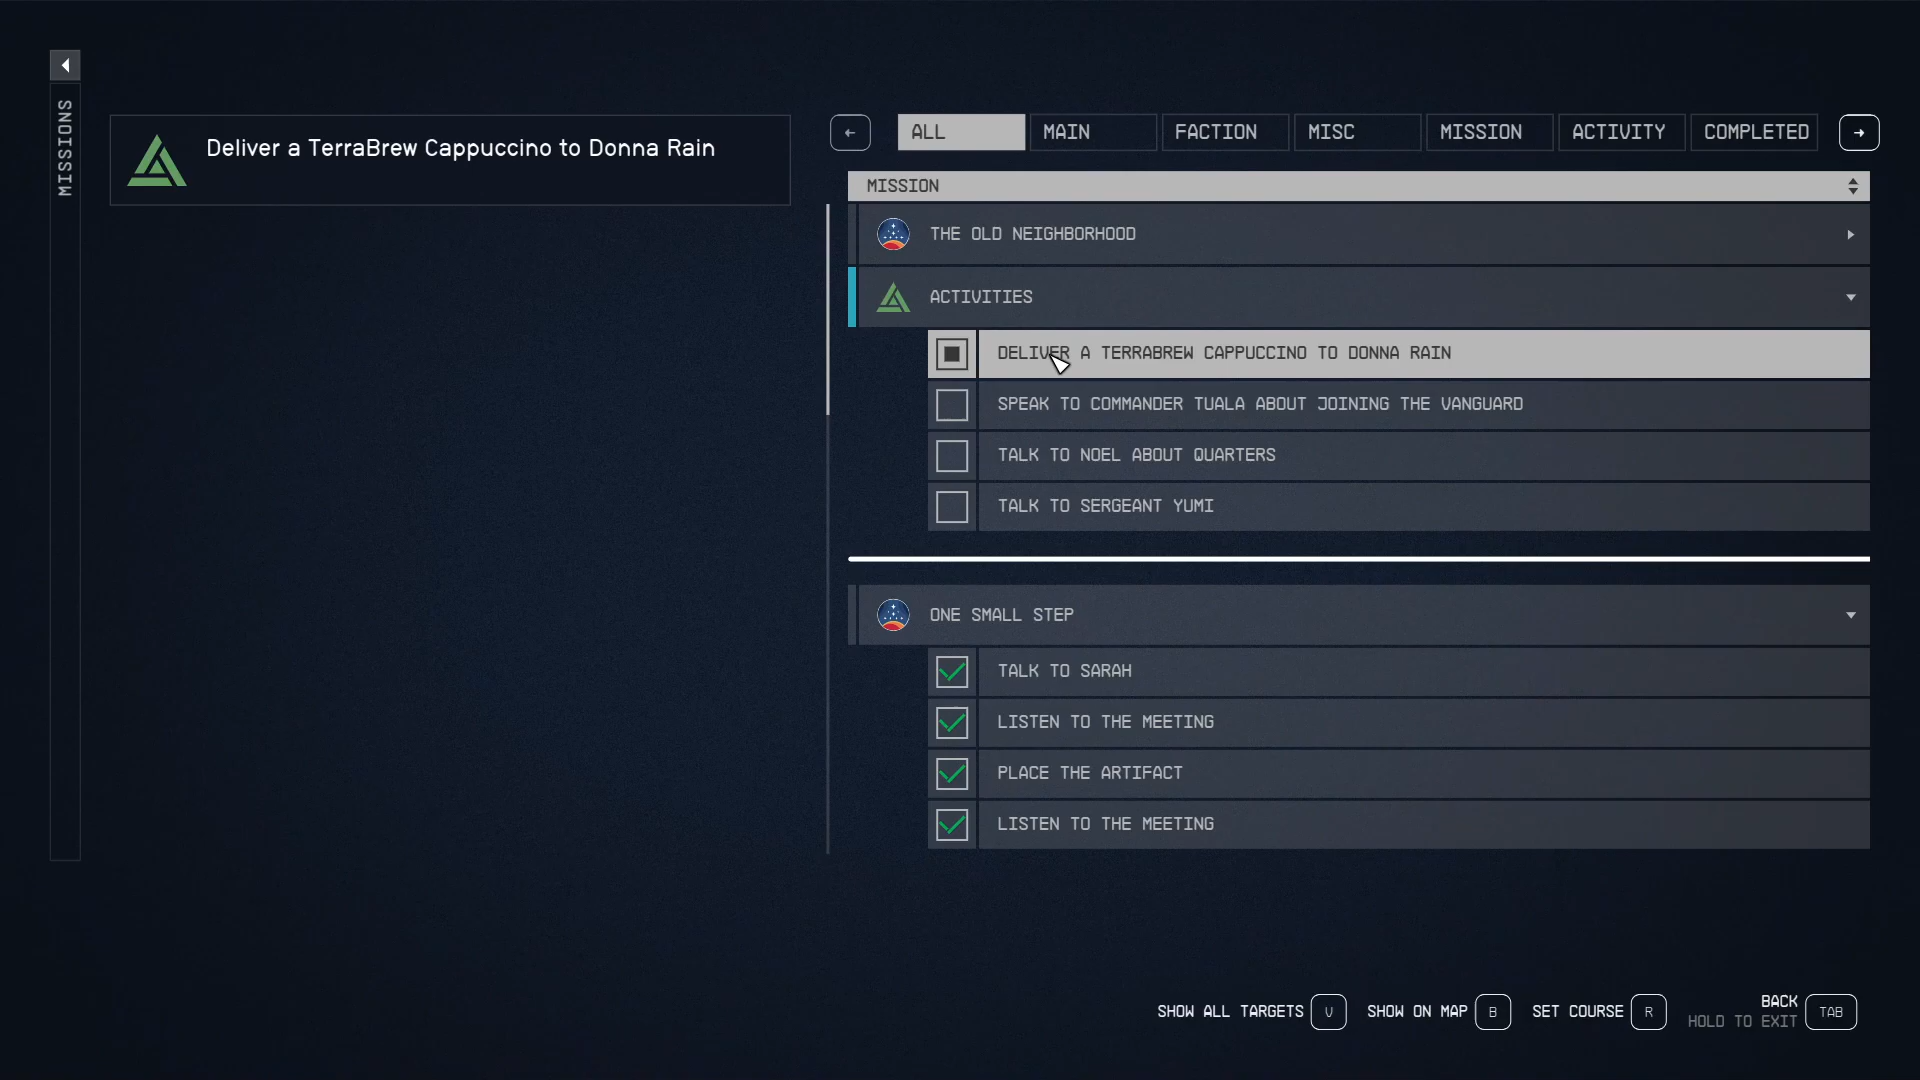 MISSIONS
Deliver a TerraBrew Cappuccino to Donna Rain
ALL
MAIN
FACTION
MISC
MISSION
ACTIVITY
COMPLETED
MISSION
THE OLD NEIGHBORHOOD
ACTIVITIES
DELIVER A TERRABREW CAPPUCCINO TO DONNA RAIN
SPEAK TO COMMANDER TUALA ABOUT JOINING THE VANGUARD
TALK TO NOEL ABOUT QUARTERS
TALK TO SERGEANT YUMI
ONE SMALL STEP
TALK TO SARAH
LISTEN TO THE MEETING
PLACE THE ARTIFACT
LISTEN TO THE MEETING
SHOW ALL TARGETS V
SHOW ON MAP B
SET COURSE R
BACK
HOLD TO EXIT
TAB